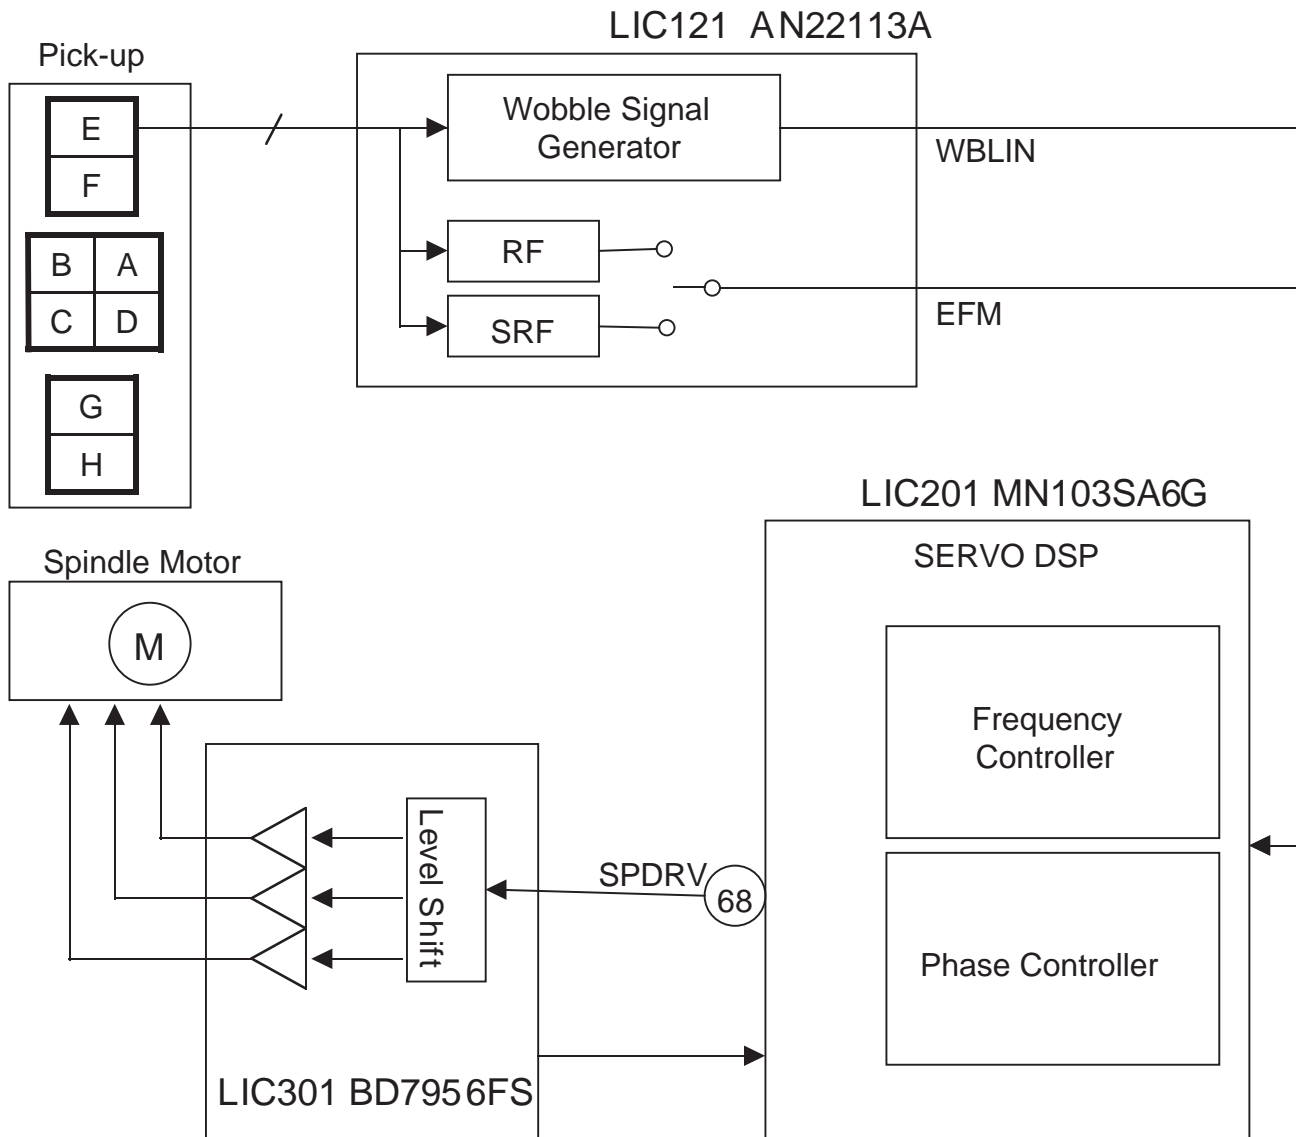 LIC121 AN22113A
Pick-up
E
F
B A
C D
G
H
Wobble Signal
Generator
RF
SRF
WBLIN
EFM
LIC201 MN103SA6G
SERVO DSP
Frequency
Controller
Phase Controller
Spindle Motor
M
Level Shift
SPDRV
68
LIC301 BD7956FS